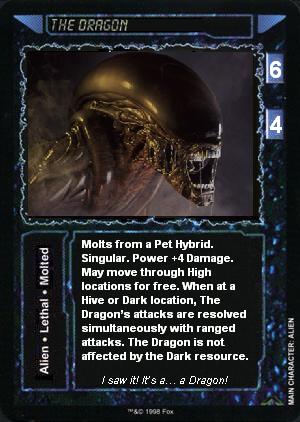 THE DRAGON
6
4
Alien • Lethal • Molted
Molts from a Pet Hybrid.
Singular. Power +4 Damage.
May move through High
locations for free. When at a
Hive or Dark location, The
Dragon's attacks are resolved
simultaneously with ranged
attacks. The Dragon is not
affected by the Dark resource.
I saw it! It's a... a Dragon!
MAIN CHARACTER: ALIEN
™&© 1998 Fox